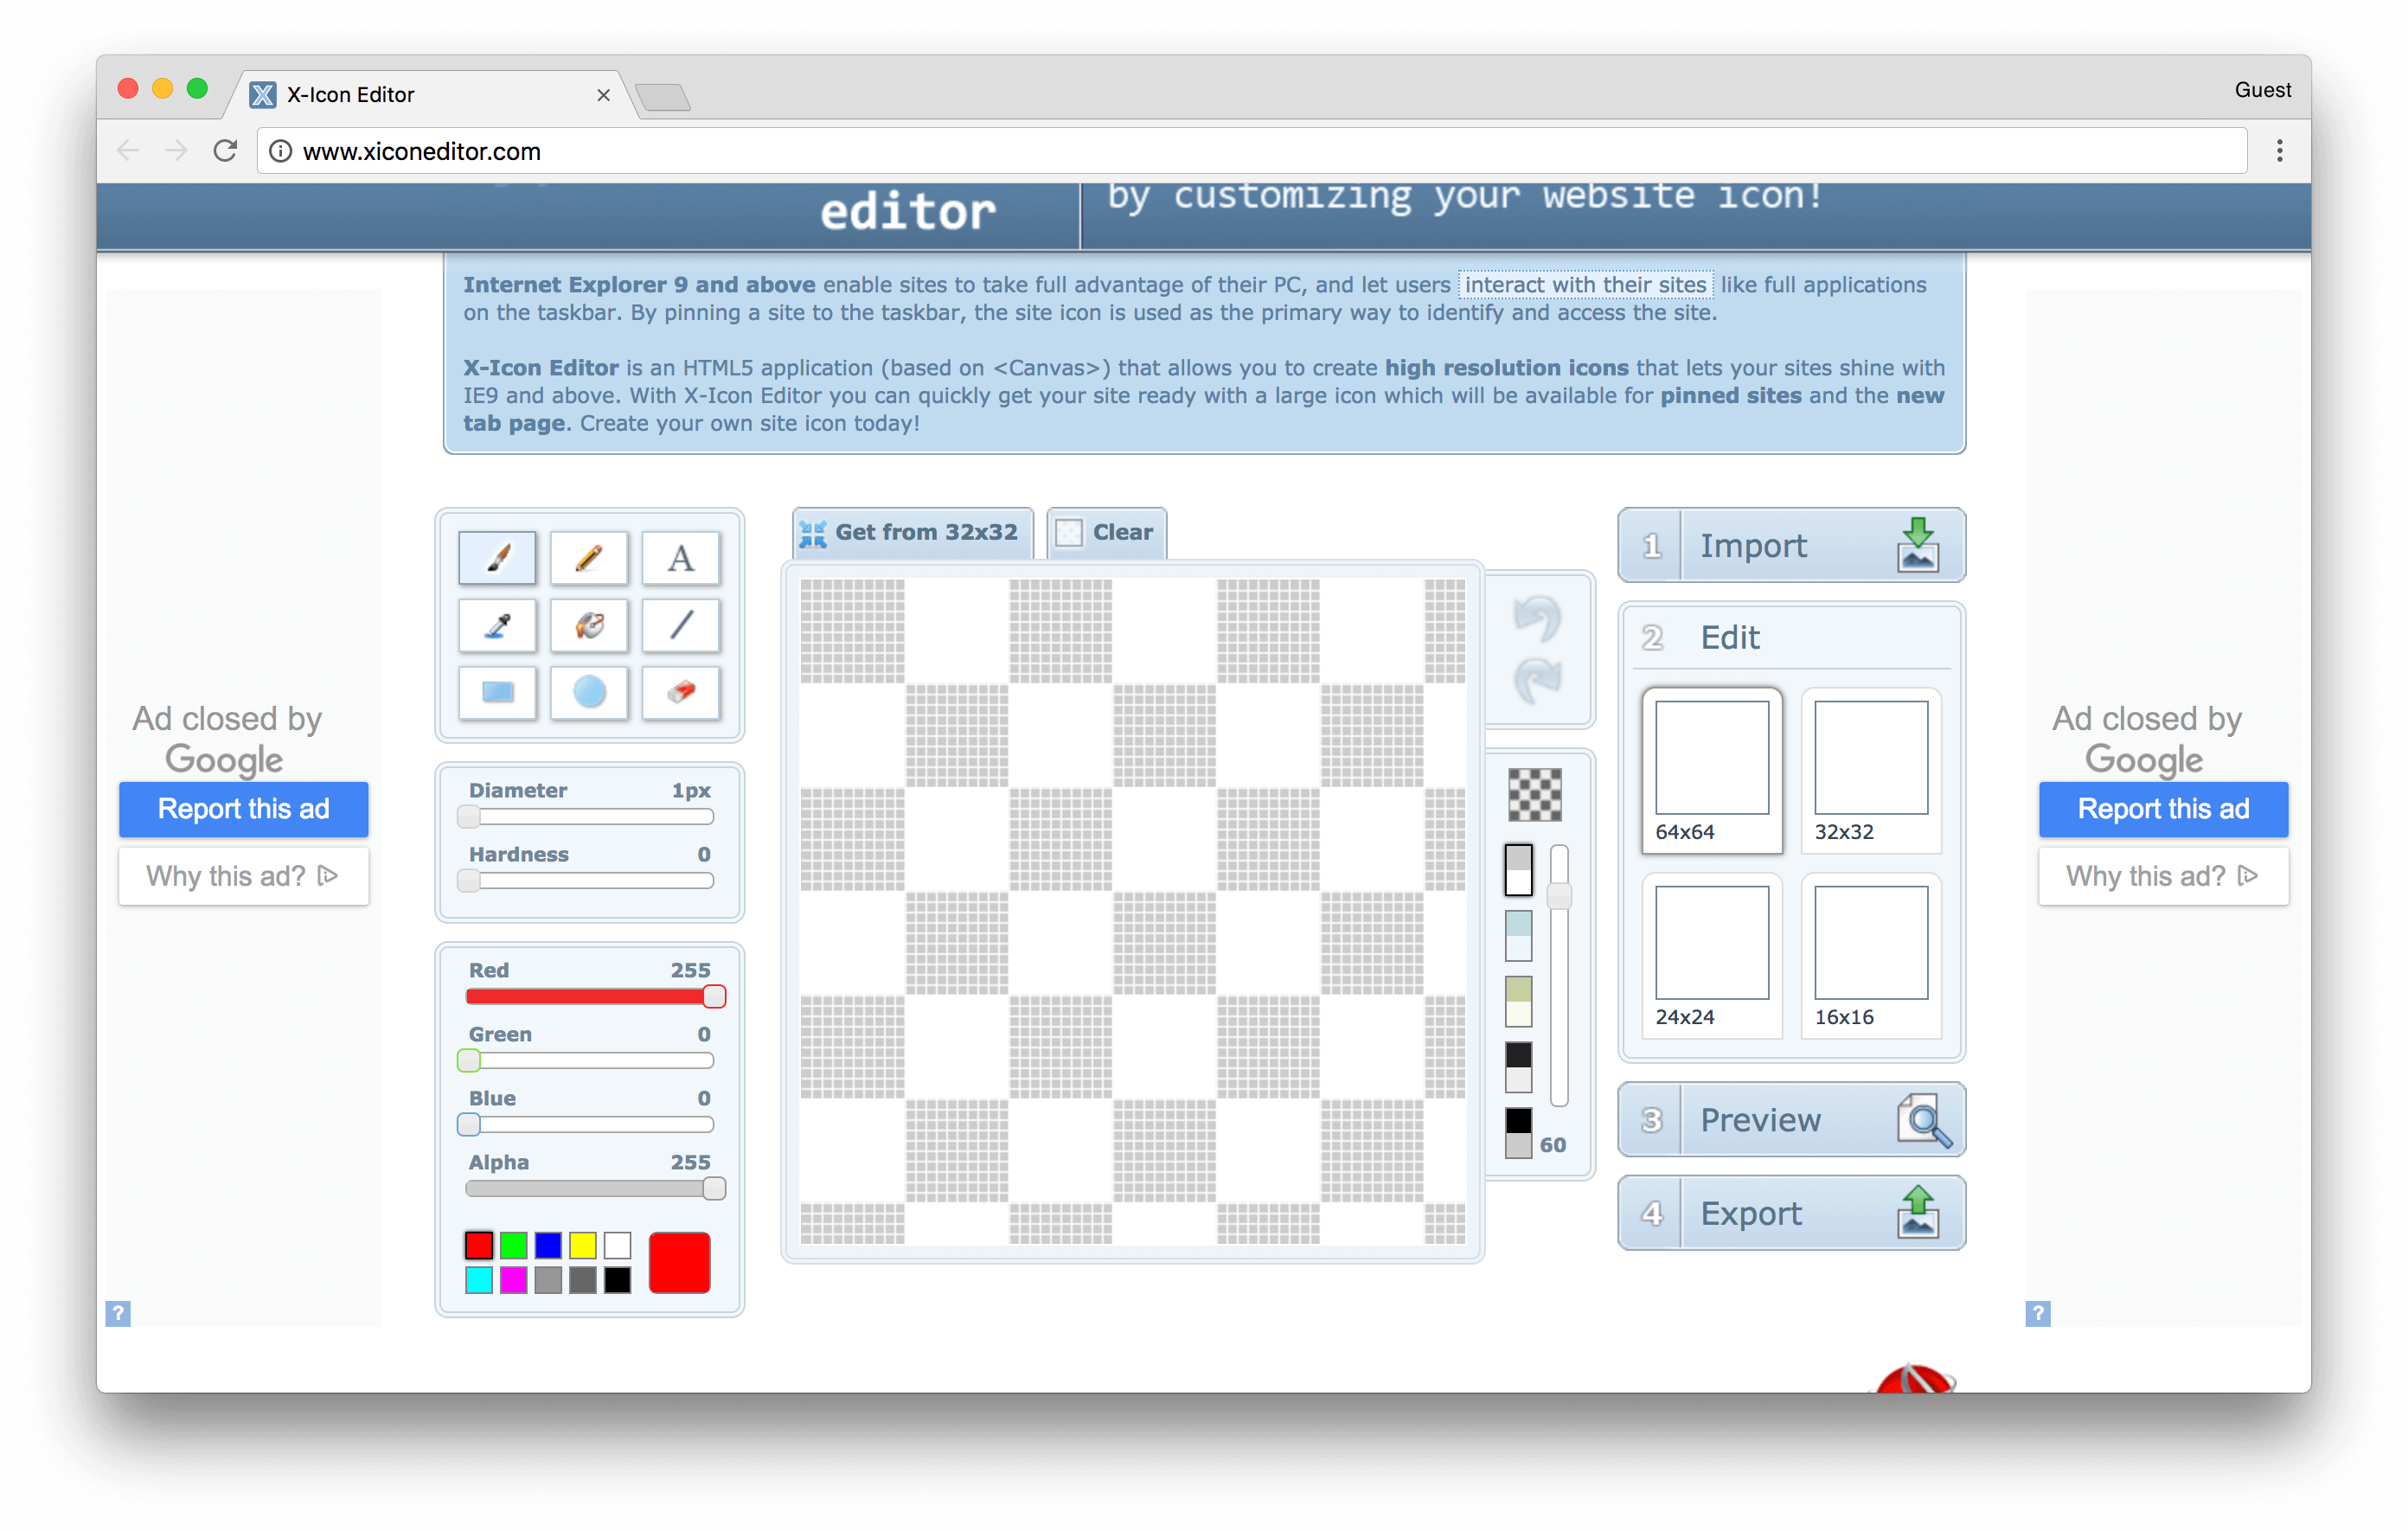 X-Icon Editor
Guest
www.xiconeditor.com
editor
by customizing your website icon!
Internet Explorer 9 and above enable sites to take full advantage of their PC, and let users interact with their sites like full applications
on the taskbar. By pinning a site to the taskbar, the site icon is used as the primary way to identify and access the site.
X-Icon Editor is an HTML5 application (based on <Canvas>) that allows you to create high resolution icons that lets your sites shine with
IE9 and above. With X-Icon Editor you can quickly get your site ready with a large icon which will be available for pinned sites and the new
tab page. Create your own site icon today!
Ad closed by
Google
Report this ad
Why this ad?
?
A
Diameter 1px
Hardness 0
Red 255
Green 0
Blue 0
Alpha 255
Get from 32x32
Clear
60
1 Import
2 Edit
64x64
32x32
24x24
16x16
3 Preview
4 Export
Ad closed by
Google
Report this ad
Why this ad?
?